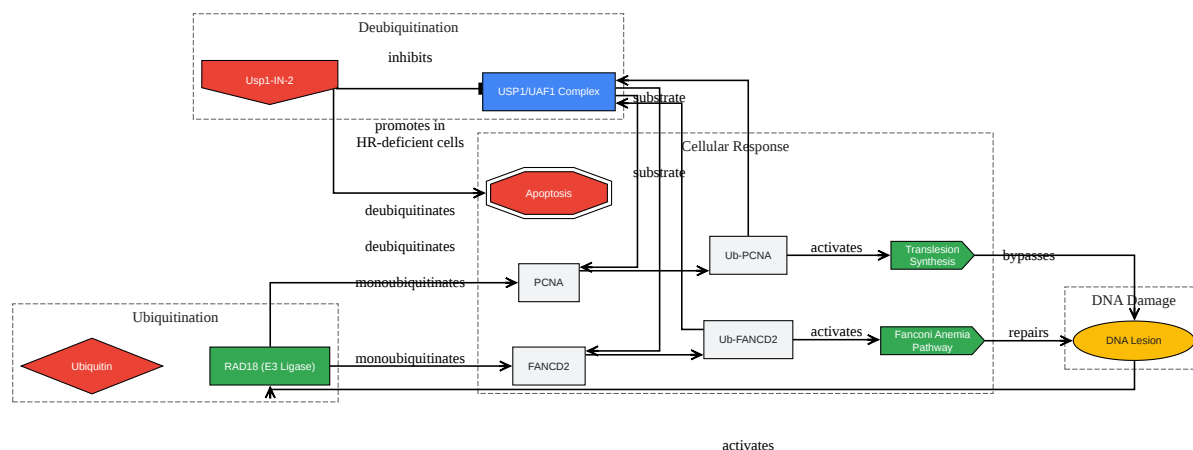 Deubiquitination
inhibits
Usp1-IN-2
USP1/UAF1 Complex
substrate
promotes in
HR-deficient cells
Cellular Response
substrate
Apoptosis
deubiquitinates
deubiquitinates
Ub-PCNA
activates
Translesion
Synthesis
bypasses
monoubiquitinates
PCNA
DNA Damage
Ubiquitination
Ub-FANCD2
activates
Fanconi Anemia
Pathway
repairs
DNA Lesion
Ubiquitin
RAD18 (E3 Ligase)
monoubiquitinates
FANCD2
activates